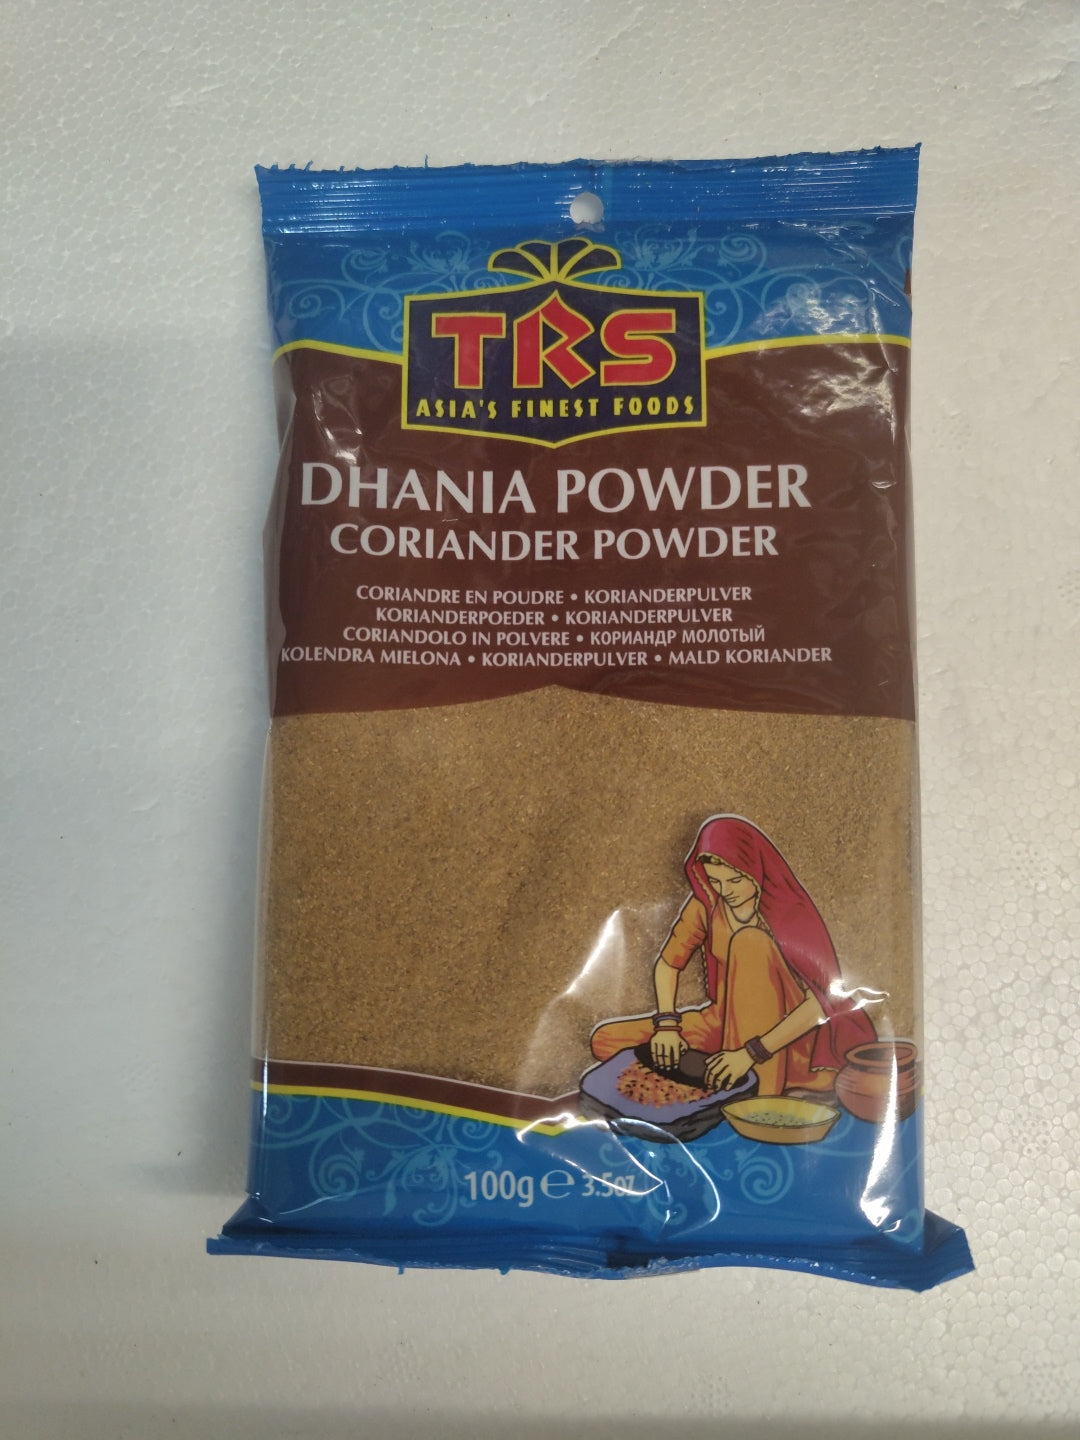 TRS
ASIA'S FINEST FOODS
DHANIA POWDER
CORIANDER POWDER
CORIANDRE EN POUDRE • KORIANDERPULVER
KORIANDERPOEDER • KORIANDERPULVER
CORIANDOLO IN POLVERE • КОРИАНДР МОЛОТЫЙ
KOLENDRA MIELONA • KORIANDERPULVER • MALD KORIANDER
100g ℮ 3.5oz